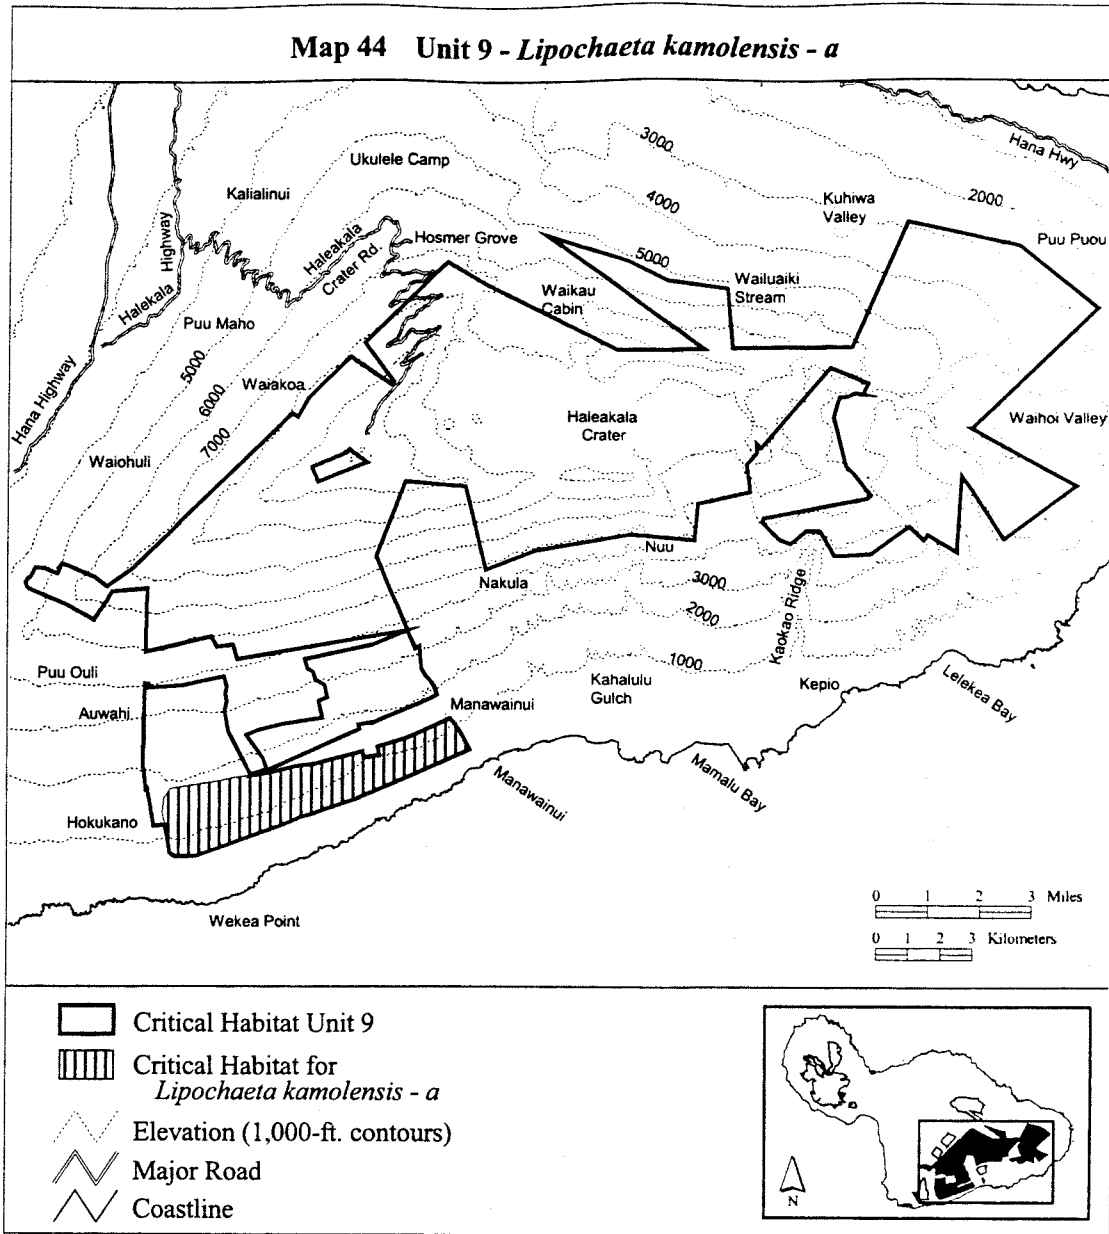 Map 44 Unit 9 - Lipochaeta kamolensis - a
3000
Hana Hwy
Ukulele Camp
2000
Kalialinui
4000
Kuhiwa
Valley
Highway
Haleakala
Crater Rd.
Hosmer Grove
Puu Puou
5000
Wailuaiki
Stream
Waikau
Cabin
Halekala
Puu Maho
5000
6000
7000
Waiakoa
Hana Highway
Haleakala
Crater
Waihoi Valley
Waiohuli
Nuu
Nakula
3000
2000
1000
Kaokao Ridge
Puu Ouli
Auwahi
Manawainui
Kahalulu
Gulch
Kepio
Lelekea Bay
Mamalu Bay
Manawainui
Hokukano
Wekea Point
0 1 2 3 Miles
0 1 2 3 Kilometers
Critical Habitat Unit 9
Critical Habitat for
Lipochaeta kamolensis - a
Elevation (1,000-ft. contours)
Major Road
Coastline
N